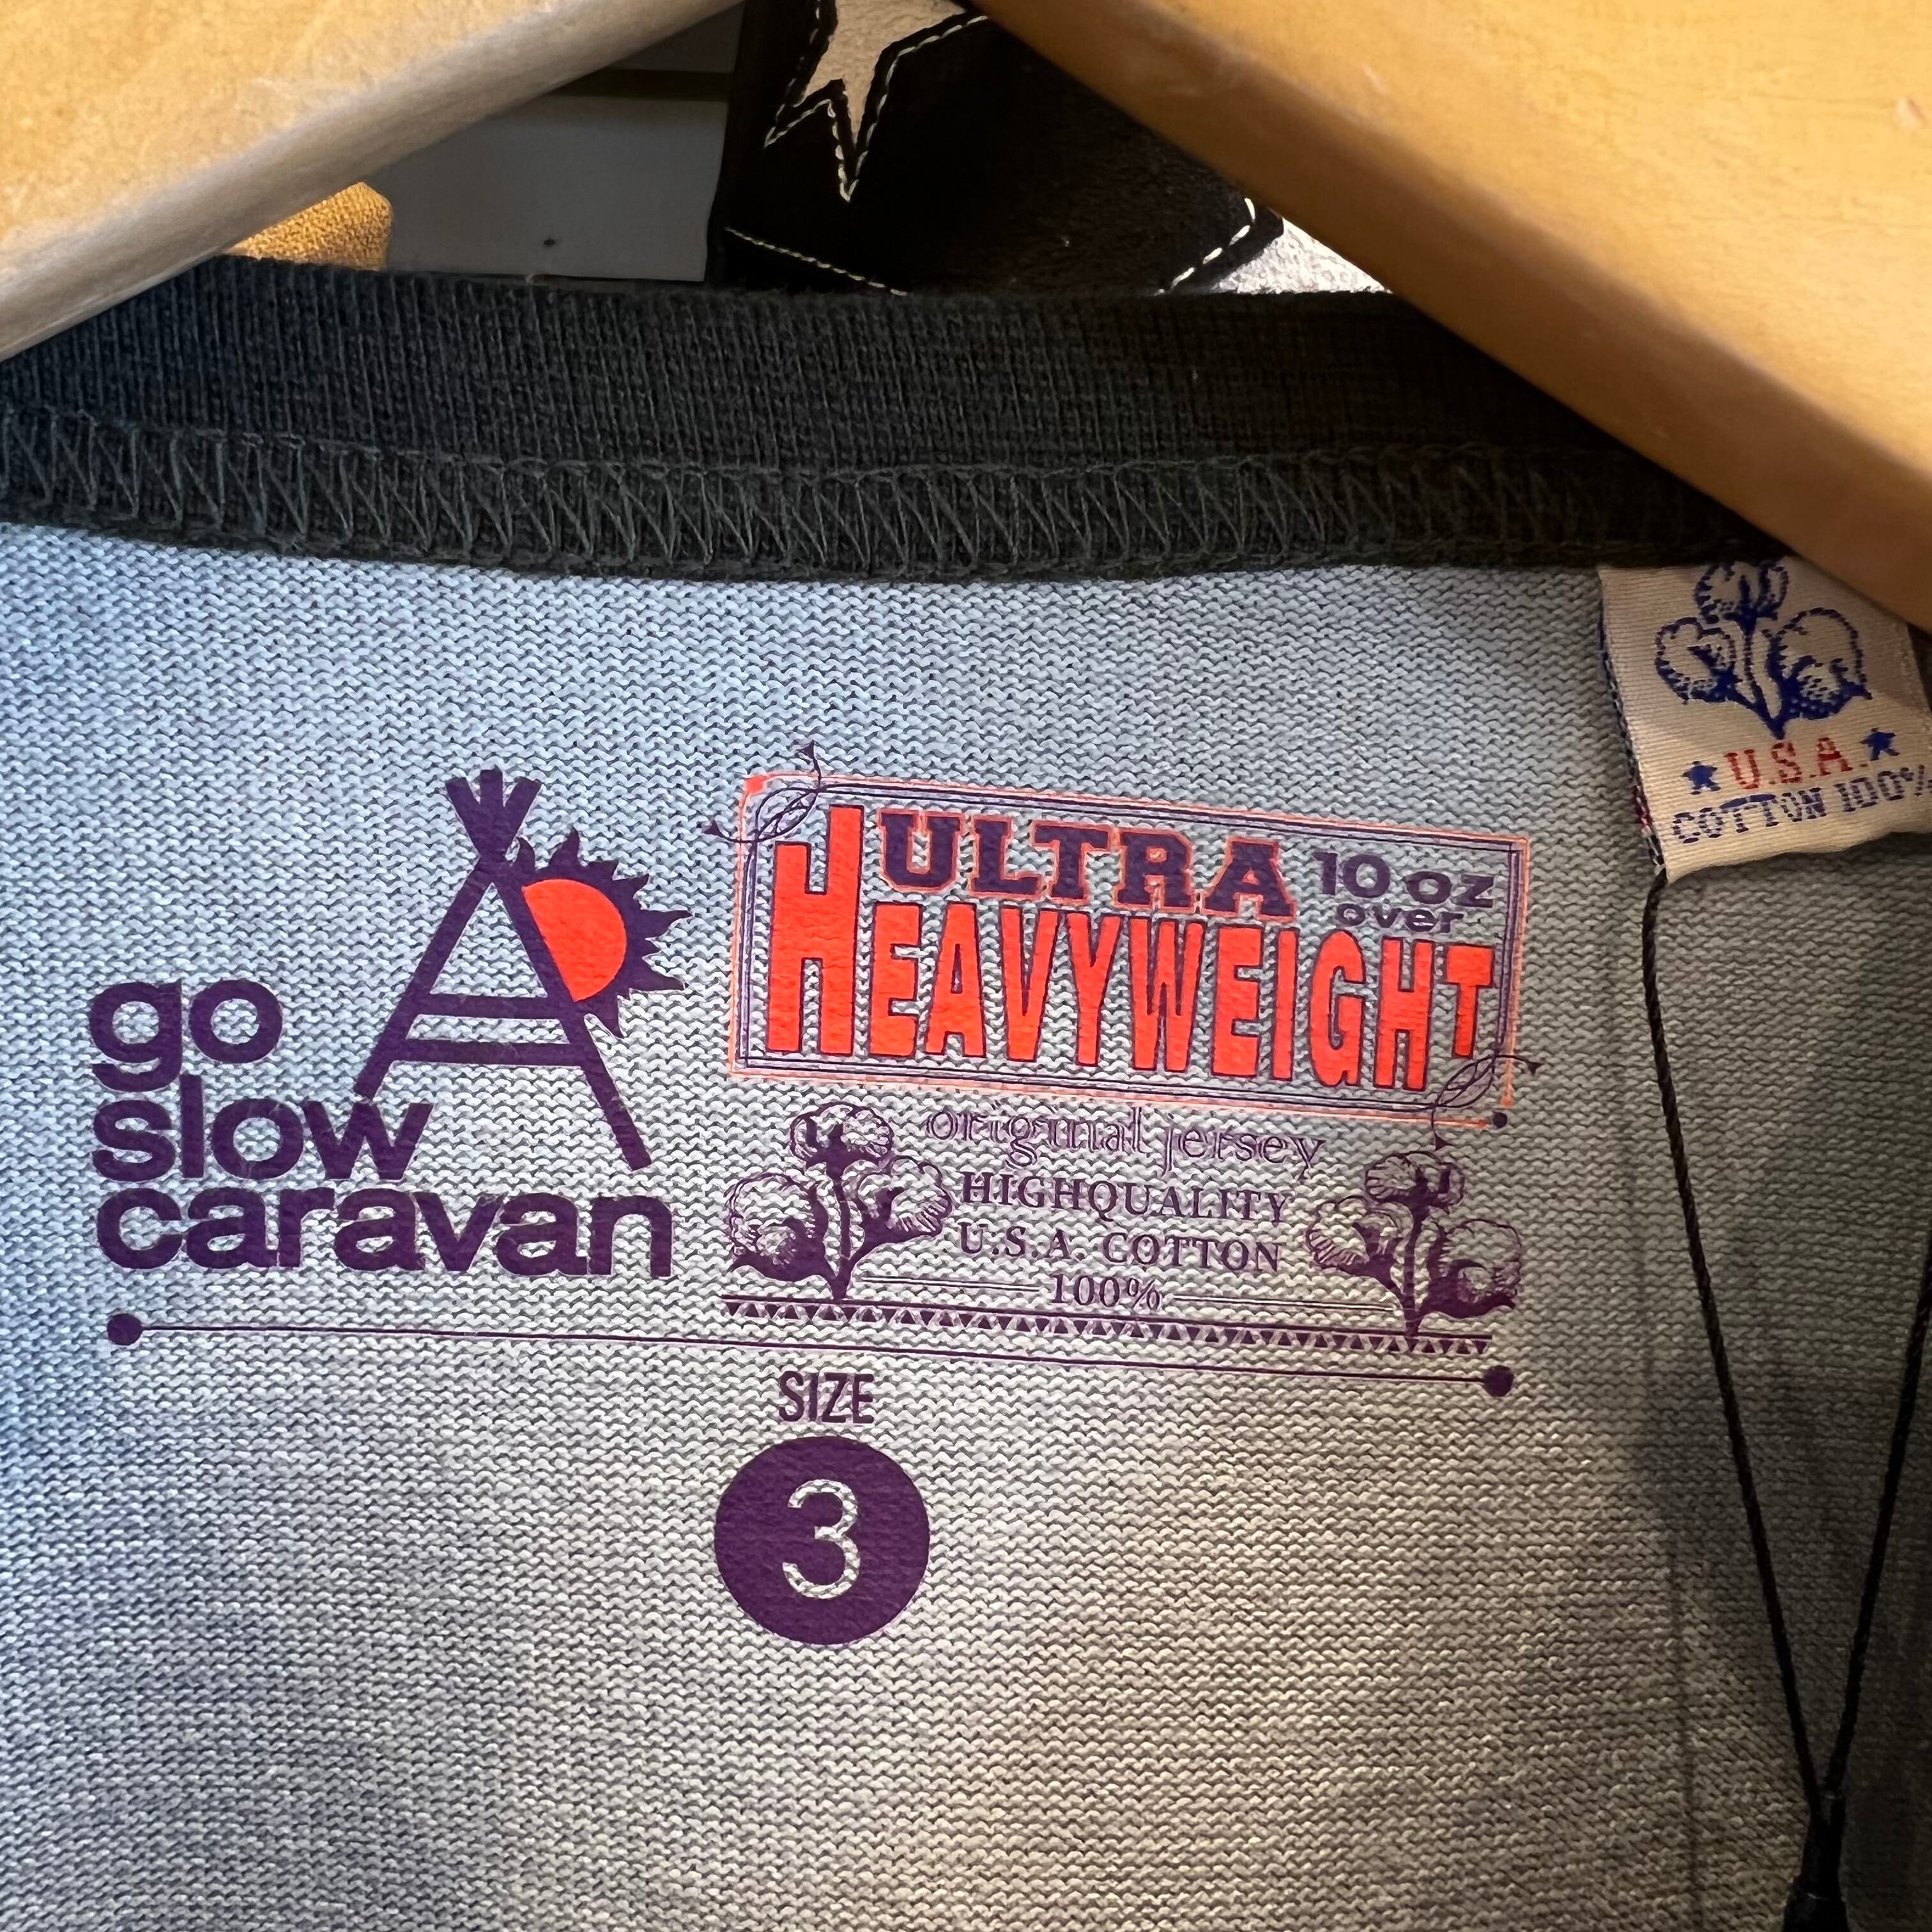 go
slow
caravan
ULTRA 10 oz
over
HEAVYWEIGHT
original jersey
HIGHQUALITY
U.S.A. COTTON
100%
SIZE
3
U.S.A.
COTTON 100%